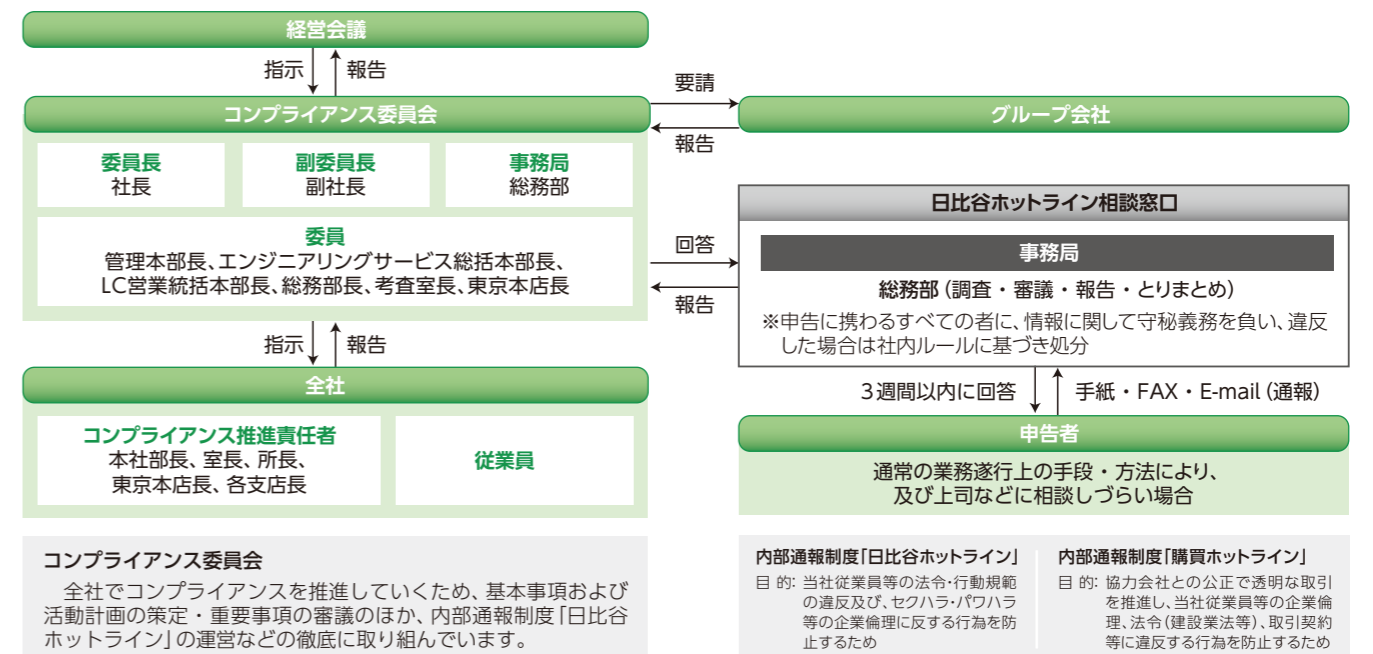 経営会議
指示
報告
コンプライアンス委員会
委員長
社長
副委員長
副社長
事務局
総務部
委員
管理本部長、エンジニアリングサービス総括本部長、
LC営業統括本部長、総務部長、考査室長、東京本店長
指示
報告
全社
コンプライアンス推進責任者
本社部長、室長、所長、
東京本店長、各支店長
従業員
コンプライアンス委員会
全社でコンプライアンスを推進していくため、基本事項および
活動計画の策定・重要事項の審議のほか、内部通報制度「日比谷
ホットライン」の運営などの徹底に取り組んでいます。
要請
報告
グループ会社
回答
報告
日比谷ホットライン相談窓口
事務局
総務部(調査・審議・報告・とりまとめ)
※申告に携わるすべての者に、情報に関して守秘義務を負い、違反
した場合は社内ルールに基づき処分
3週間以内に回答
手紙・FAX・E-mail(通報)
申告者
通常の業務遂行上の手段・方法により、
及び上司などに相談しづらい場合
内部通報制度「日比谷ホットライン」
目的:当社従業員等の法令・行動規範
の違反及び、セクハラ・パワハラ
等の企業倫理に反する行為を防
止するため
内部通報制度「購買ホットライン」
目的:協力会社との公正で透明な取引
を推進し、当社従業員等の企業倫
理、法令(建設業法等)、取引契約
等に違反する行為を防止するため